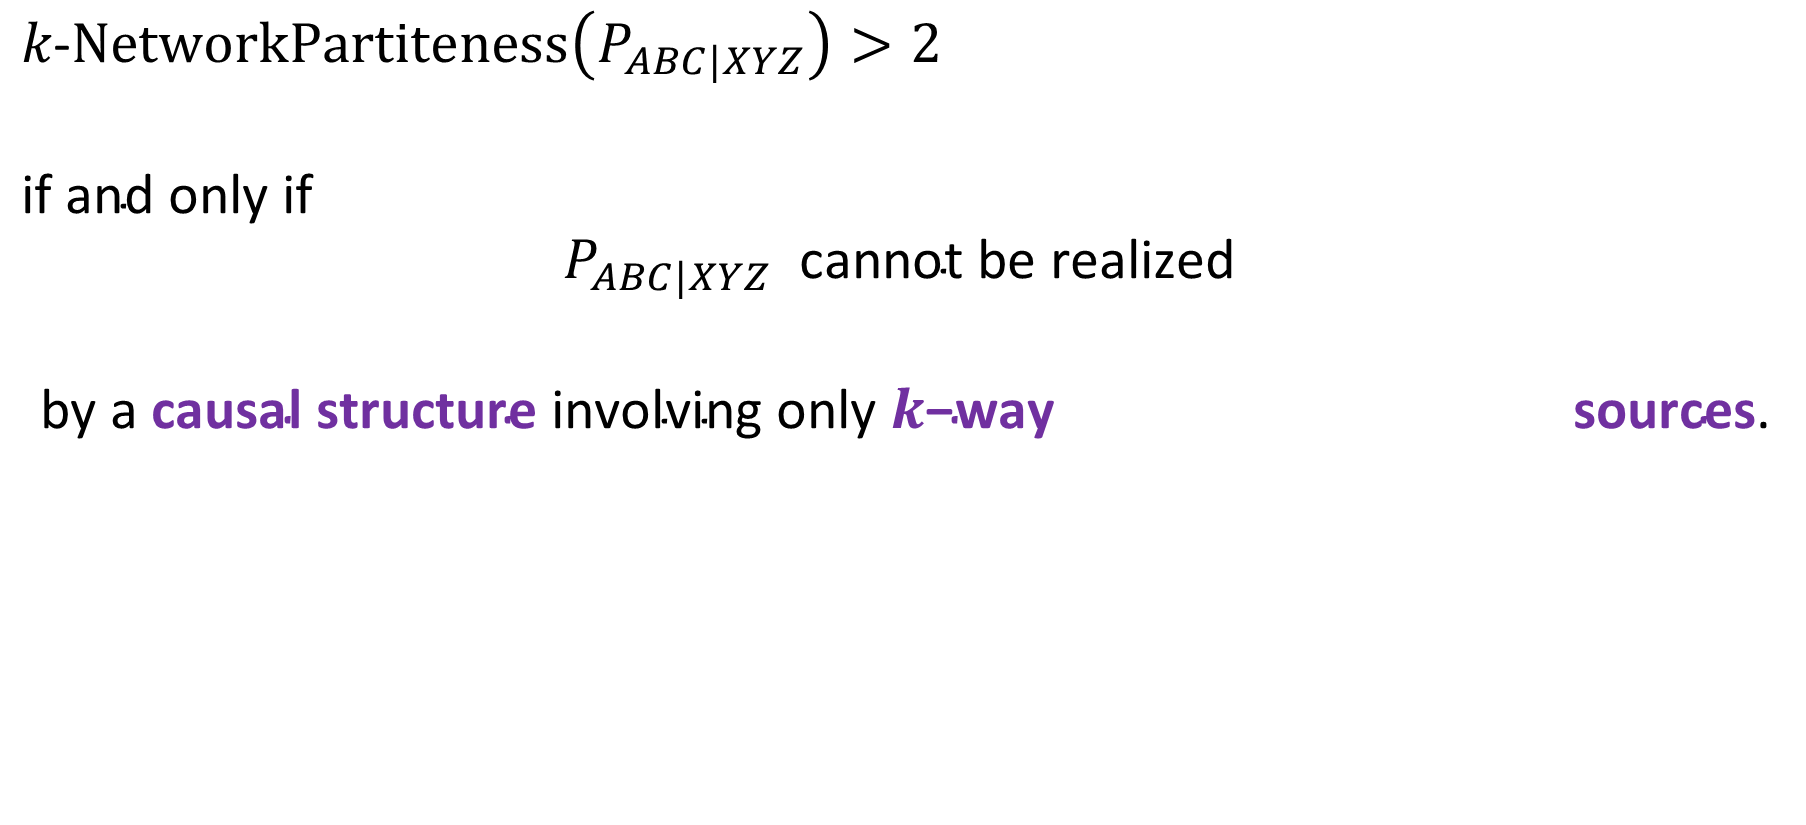 k-NetworkPartiteness(P_{ABC|XYZ}) > 2
if and only if
P_{ABC|XYZ} cannot be realized
by a causal structure involving only k–way sources.